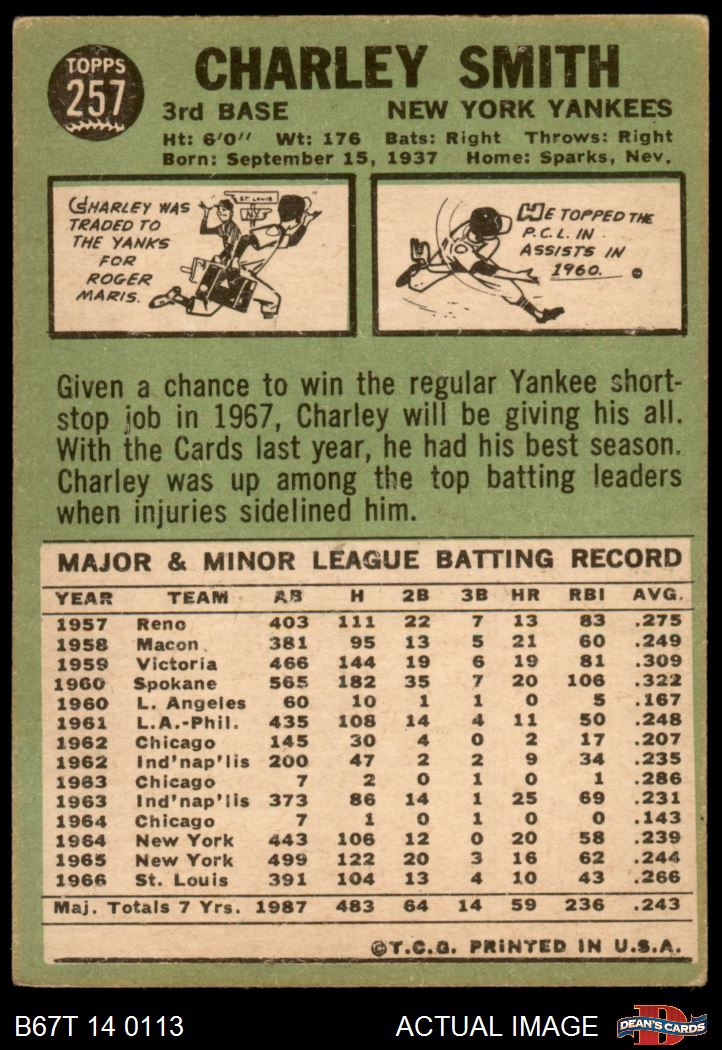 TOPPS
257
CHARLEY SMITH
3rd BASE NEW YORK YANKEES
Ht: 6'0" Wt: 176 Bats: Right Throws: Right
Born: September 15, 1937 Home: Sparks, Nev.
CHARLEY WAS
TRADED TO
THE YANKS
FOR
ROGER
MARIS.
ST. LOUIS
N.Y.
HE TOPPED THE
P.C.L. IN
ASSISTS IN
1960.
Given a chance to win the regular Yankee short-
stop job in 1967, Charley will be giving his all.
With the Cards last year, he had his best season.
Charley was up among the top batting leaders
when injuries sidelined him.
MAJOR & MINOR LEAGUE BATTING RECORD
YEAR TEAM AB H 2B 3B HR RBI AVG.
1957 Reno 403 111 22 7 13 83 .275
1958 Macon 381 95 13 5 21 60 .249
1959 Victoria 466 144 19 6 19 81 .309
1960 Spokane 565 182 35 7 20 106 .322
1960 L. Angeles 60 10 1 1 0 5 .167
1961 L.A.-Phil. 435 108 14 4 11 50 .248
1962 Chicago 145 30 4 0 2 17 .207
1962 Ind'nap'lis 200 47 2 2 9 34 .235
1963 Chicago 7 2 0 1 0 1 .286
1963 Ind'nap'lis 373 86 14 1 25 69 .231
1964 Chicago 7 1 0 1 0 0 .143
1964 New York 443 106 12 0 20 58 .239
1965 New York 499 122 20 3 16 62 .244
1966 St. Louis 391 104 13 4 10 43 .266
Maj. Totals 7 Yrs. 1987 483 64 14 59 236 .243
©T.C.G. PRINTED IN U.S.A.
B67T 14 0113 ACTUAL IMAGE
D
DEAN'S CARDS